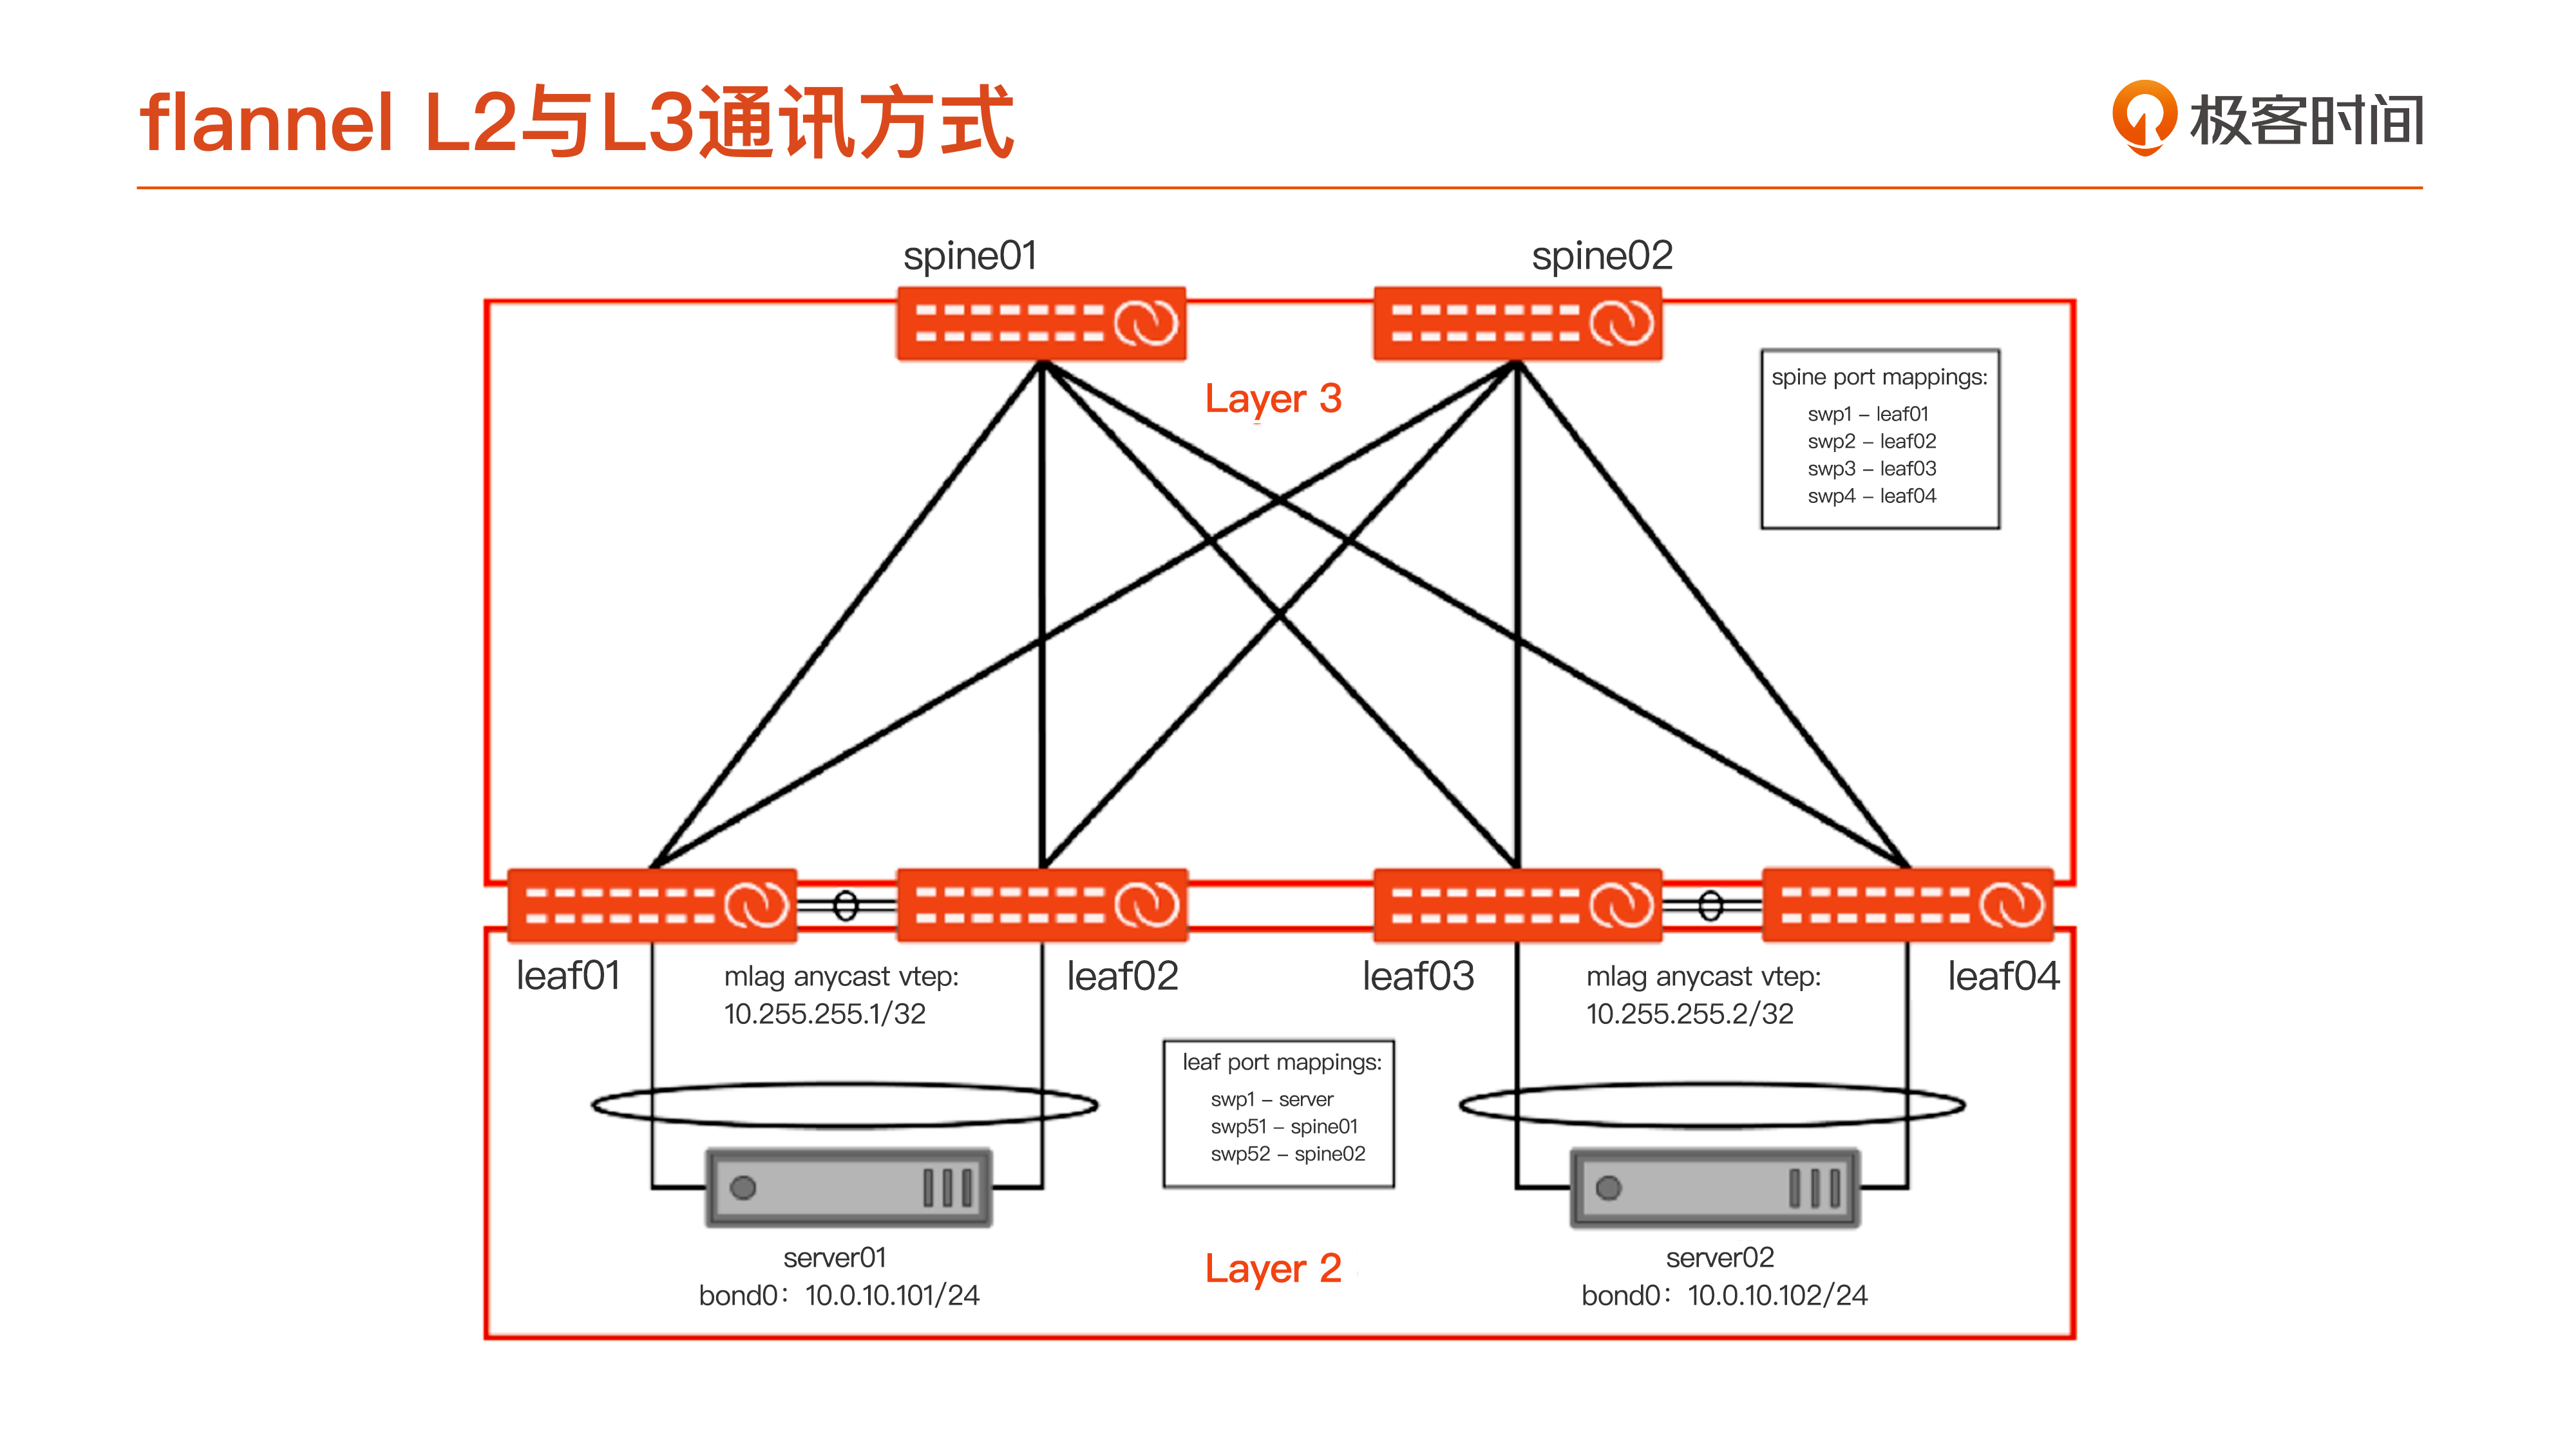 flannel L2与L3通讯方式
极客时间
spine01
spine02
Layer 3
spine port mappings:
swp1 – leaf01
swp2 – leaf02
swp3 – leaf03
swp4 – leaf04
leaf01
mlag anycast vtep:
10.255.255.1/32
leaf02
leaf03
mlag anycast vtep:
10.255.255.2/32
leaf04
leaf port mappings:
swp1 – server
swp51 – spine01
swp52 – spine02
server01
bond0：10.0.10.101/24
Layer 2
server02
bond0：10.0.10.102/24